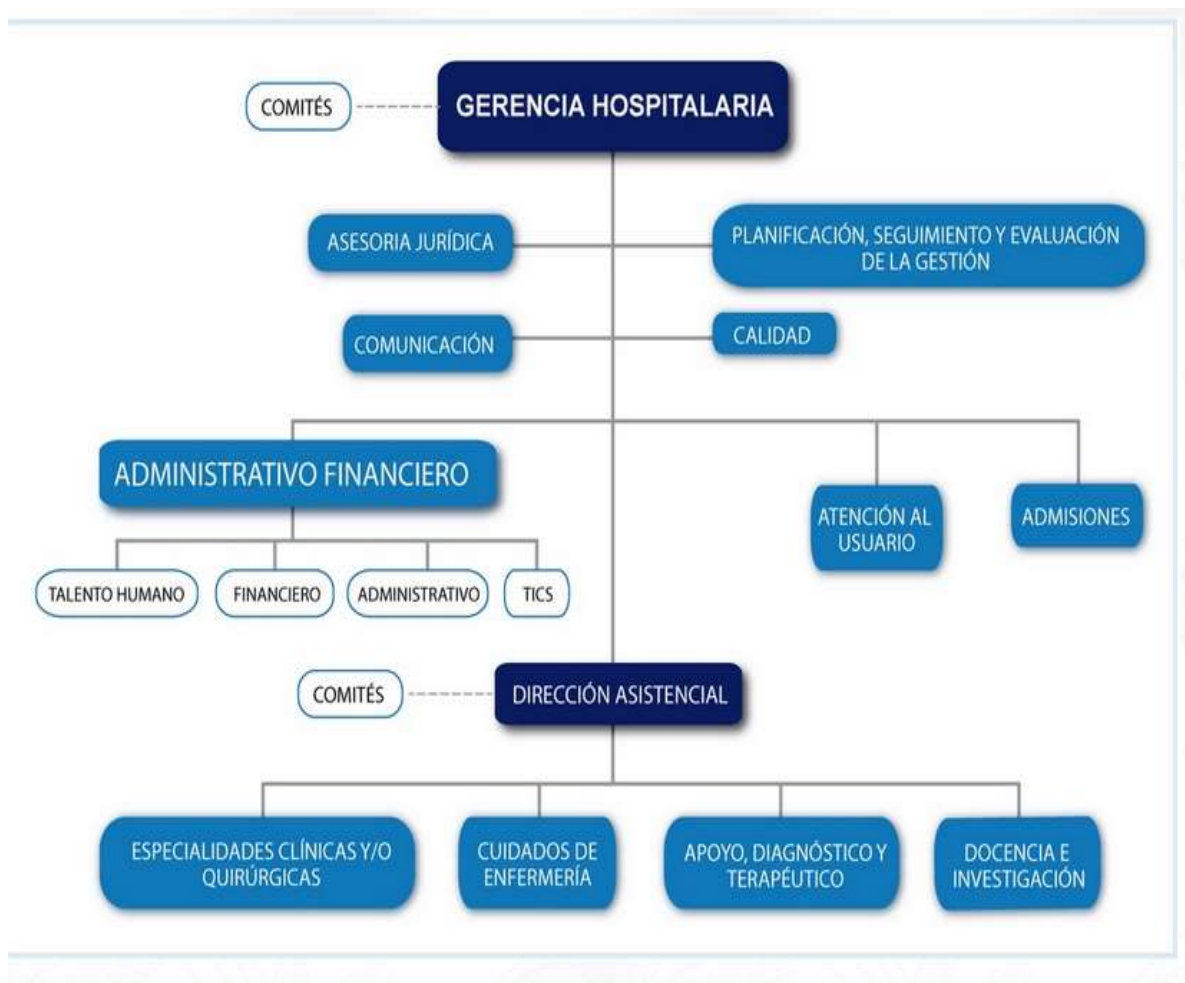 COMITÉS
GERENCIA HOSPITALARIA
ASESORIA JURÍDICA
PLANIFICACIÓN, SEGUIMIENTO Y EVALUACIÓN
DE LA GESTIÓN
COMUNICACIÓN
CALIDAD
ADMINISTRATIVO FINANCIERO
ATENCIÓN AL
USUARIO
ADMISIONES
TALENTO HUMANO
FINANCIERO
ADMINISTRATIVO
TICS
COMITÉS
DIRECCIÓN ASISTENCIAL
ESPECIALIDADES CLÍNICAS Y/O
QUIRÚRGICAS
CUIDADOS DE
ENFERMERÍA
APOYO, DIAGNÓSTICO Y
TERAPÉUTICO
DOCENCIA E
INVESTIGACIÓN